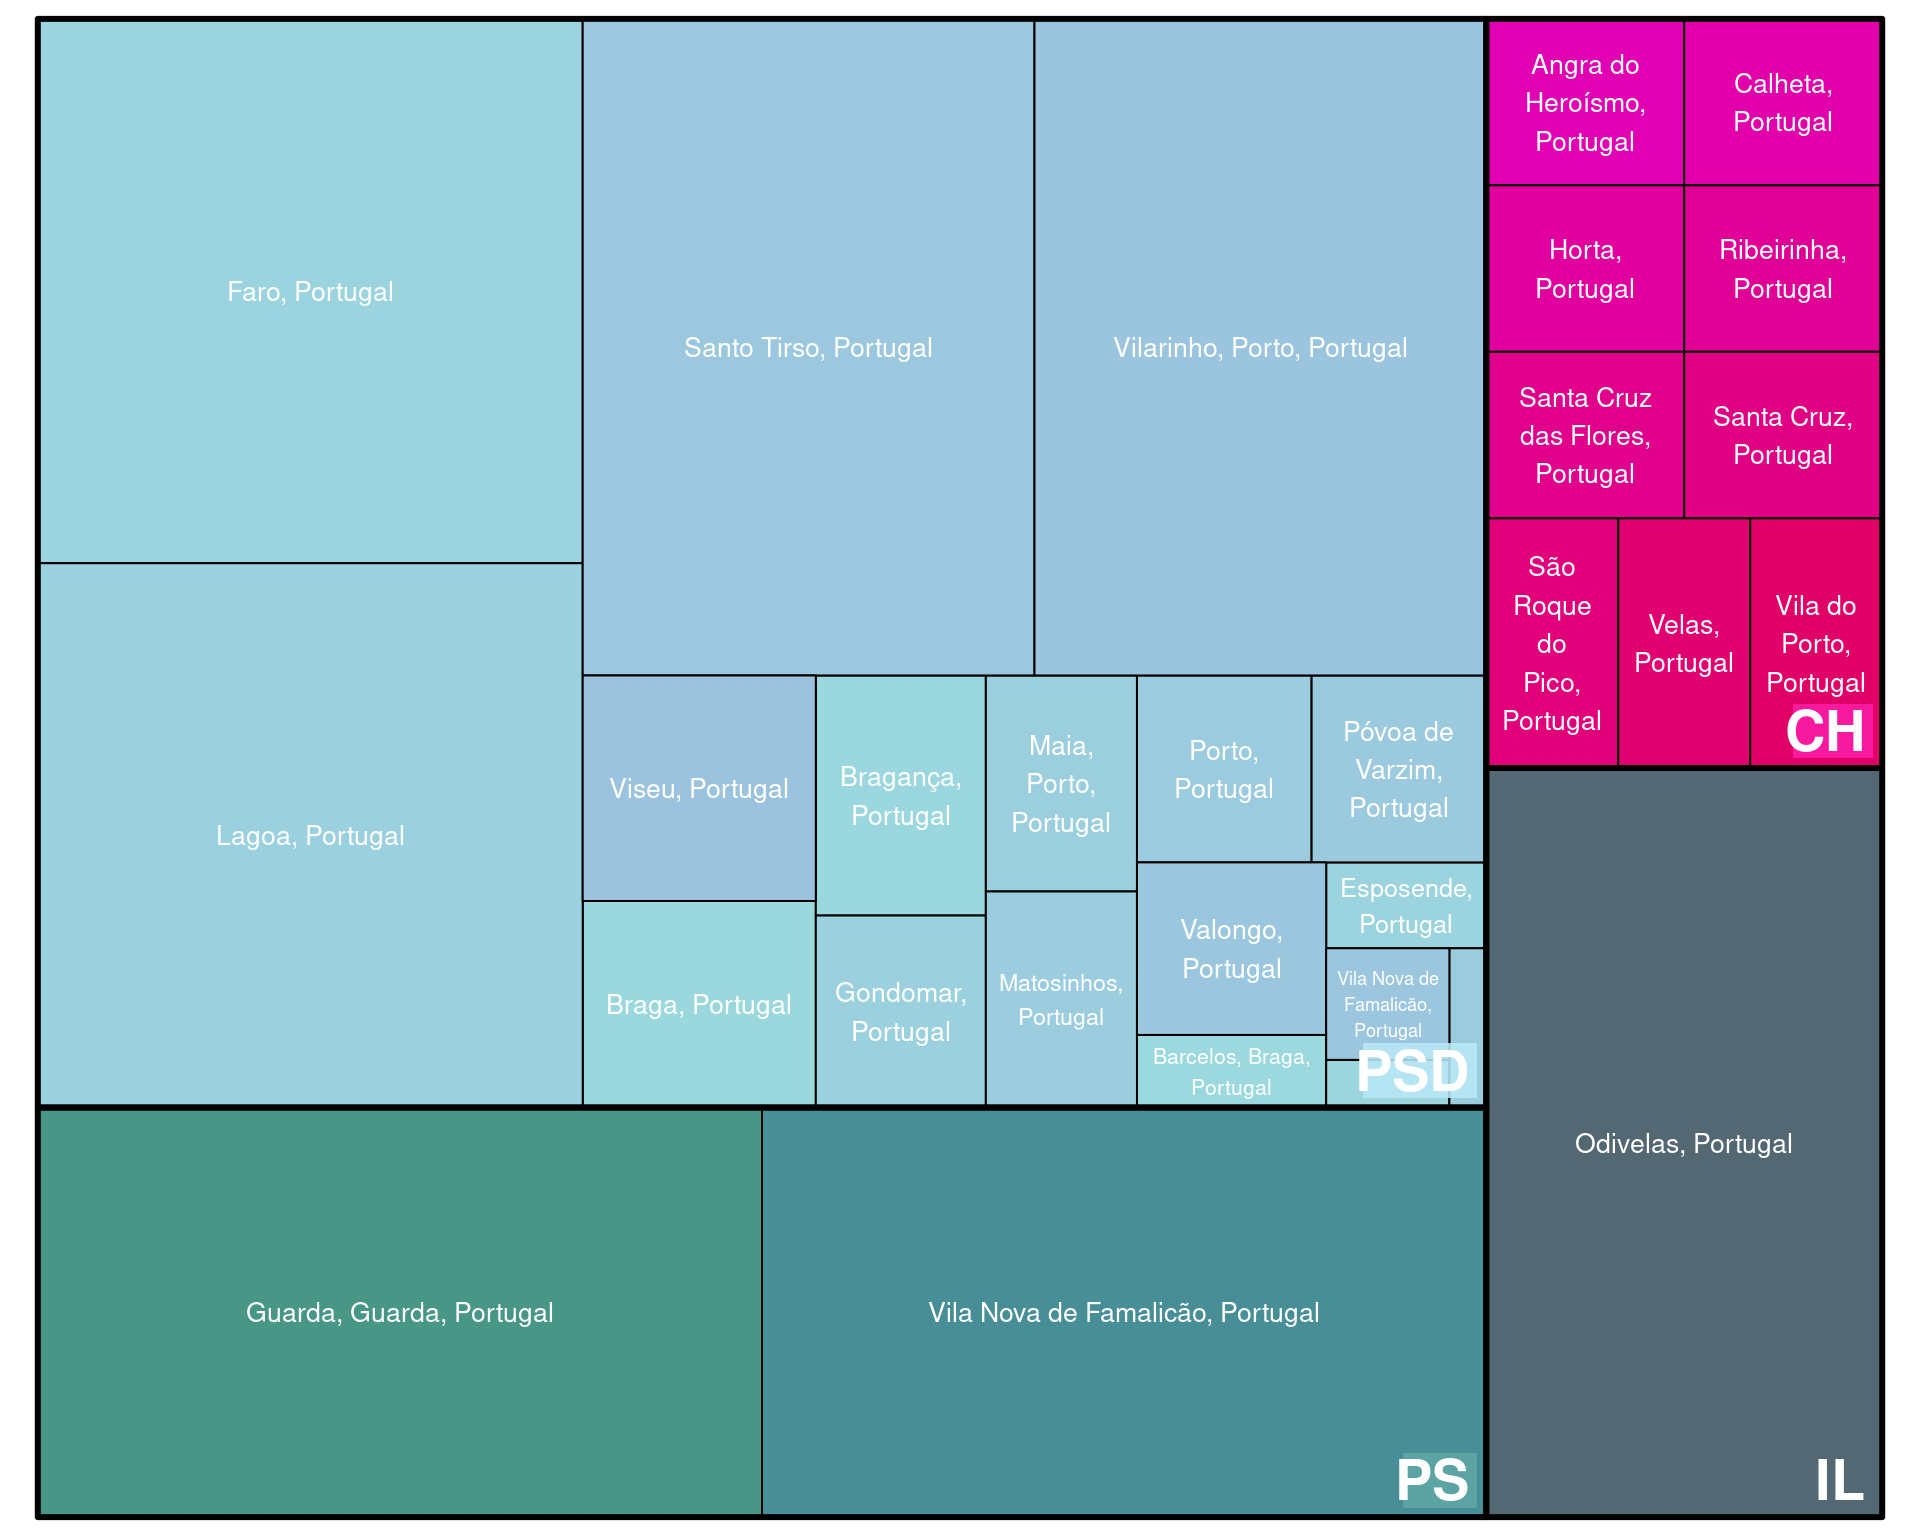 Faro, Portugal
Lagoa, Portugal
Santo Tirso, Portugal
Vilarinho, Porto, Portugal
Viseu, Portugal
Braga, Portugal
Bragança,
Portugal
Gondomar,
Portugal
Maia,
Porto,
Portugal
Matosinhos,
Portugal
Porto,
Portugal
Póvoa de
Varzim,
Portugal
Valongo,
Portugal
Barcelos, Braga,
Portugal
Esposende,
Portugal
Vila Nova de
Famalicão,
Portugal
PSD
Guarda, Guarda, Portugal
Vila Nova de Famalicão, Portugal
PS
Angra do
Heroísmo,
Portugal
Calheta,
Portugal
Horta,
Portugal
Ribeirinha,
Portugal
Santa Cruz
das Flores,
Portugal
Santa Cruz,
Portugal
São
Roque
do
Pico,
Portugal
Velas,
Portugal
Vila do
Porto,
Portugal
CH
Odivelas, Portugal
IL